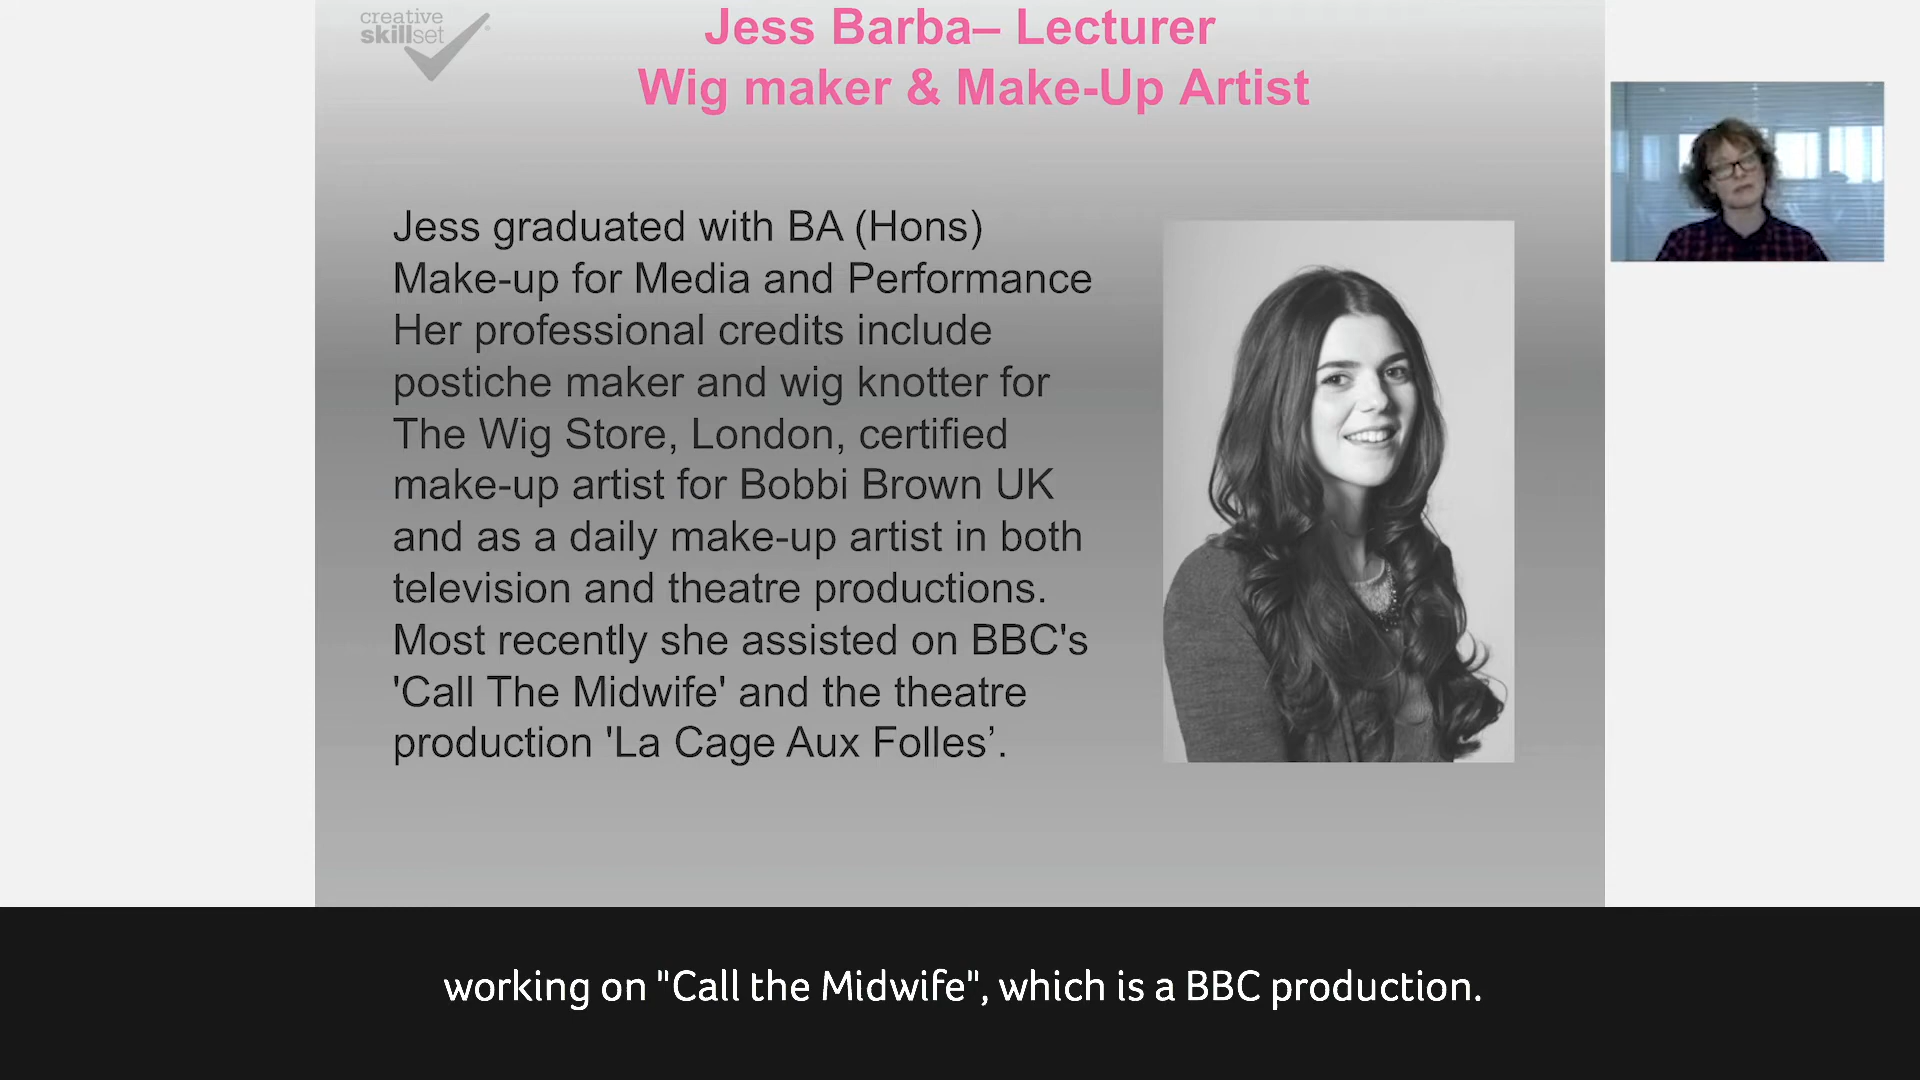 creative
skillset
Jess Barba– Lecturer
Wig maker & Make-Up Artist
Jess graduated with BA (Hons)
Make-up for Media and Performance
Her professional credits include
postiche maker and wig knotter for
The Wig Store, London, certified
make-up artist for Bobbi Brown UK
and as a daily make-up artist in both
television and theatre productions.
Most recently she assisted on BBC's
'Call The Midwife' and the theatre
production 'La Cage Aux Folles’.
working on "Call the Midwife", which is a BBC production.